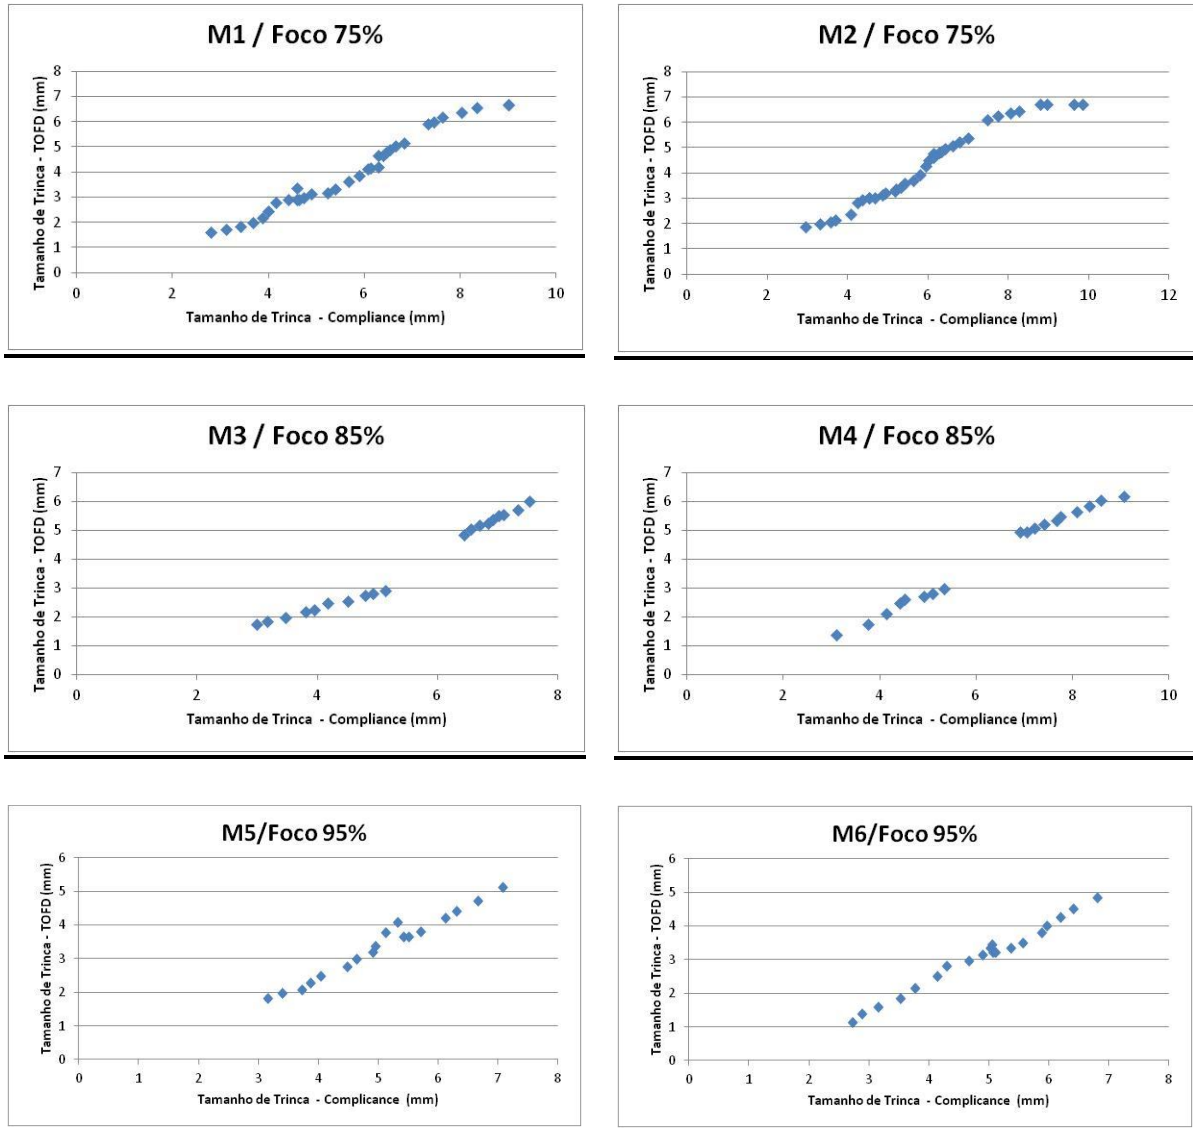 M1 / Foco 75%
Tamanho de Trinca - TOFD (mm)
8
7
6
5
4
3
2
1
0
0 2 4 6 8 10
Tamanho de Trinca - Compliance (mm)
M2 / Foco 75%
Tamanho de Trinca - TOFD (mm)
8
7
6
5
4
3
2
1
0
0 2 4 6 8 10 12
Tamanho de Trinca - Compliance (mm)
M3 / Foco 85%
Tamanho de Trinca - TOFD (mm)
7
6
5
4
3
2
1
0
0 2 4 6 8
Tamanho de Trinca - Compliance (mm)
M4 / Foco 85%
Tamanho de Trinca - TOFD (mm)
7
6
5
4
3
2
1
0
0 2 4 6 8 10
Tamanho de Trinca - Compliance (mm)
M5/Foco 95%
Tamanho de Trinca - TOFD (mm)
6
5
4
3
2
1
0
0 1 2 3 4 5 6 7 8
Tamanho de Trinca - Complicance (mm)
M6/Foco 95%
Tamanho de Trinca - TOFD (mm)
6
5
4
3
2
1
0
0 1 2 3 4 5 6 7 8
Tamanho de Trinca - Complicance (mm)